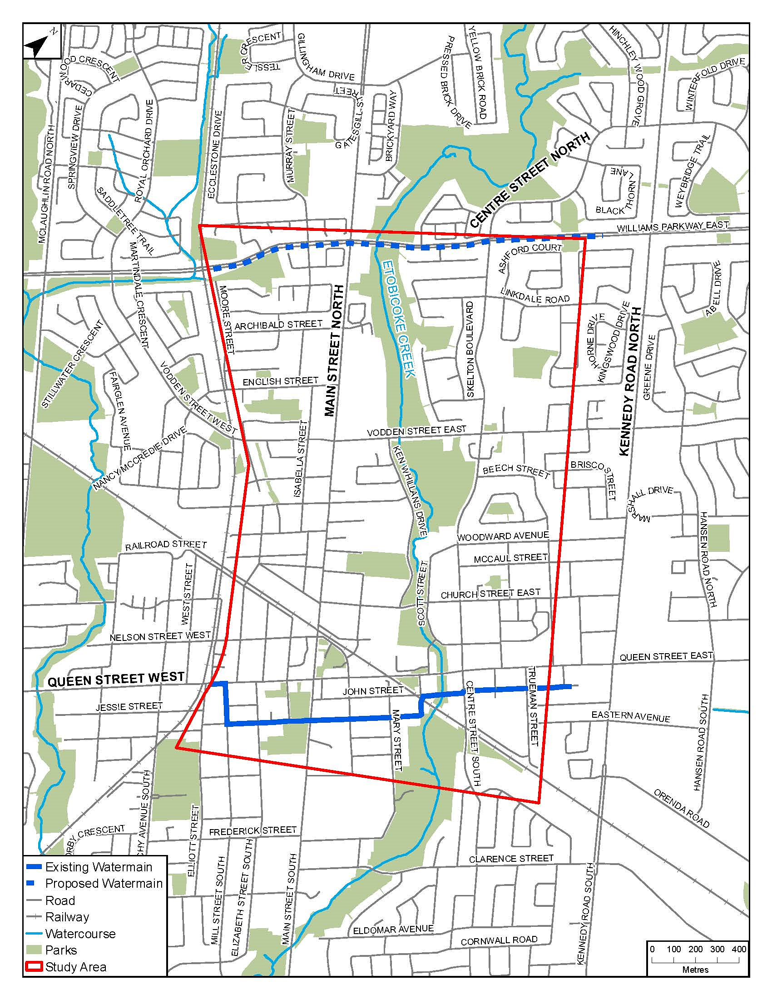 N
CEDARWOOD CRESCENT
TESSLER CRESCENT
GILLINGHAM DRIVE
PRESSED BRICK DRIVE
YELLOW BRICK ROAD
HINCHLEY WOOD GROVE
WINTERFOLD DRIVE
MCLAUGHLIN ROAD NORTH
SPRINGVIEW DRIVE
ROYAL ORCHARD DRIVE
ECCLESTONE DRIVE
MURRAY STREET
GATESGILL STREET
BRICKYARD WAY
CENTRE STREET NORTH
WEYBRIDGE TRAIL
BLACKTHORN LANE
SADDLETREE TRAIL
WILLIAMS PARKWAY EAST
MARTINDALE CRESCENT
ASHFORD COURT
ETOBICOKE CREEK
ABELL DRIVE
MOORE STREET
LINKDALE ROAD
MAIN STREET NORTH
SKELTON BOULEVARD
ARCHIBALD STREET
HORNE DRIVE
KINGSWOOD DRIVE
KENNEDY ROAD NORTH
GREENE DRIVE
STILLWATER CRESCENT
VODDEN STREET WEST
ENGLISH STREET
FAIRGLEN AVENUE
VODDEN STREET EAST
ISABELLA STREET
NANCY MCCREDIE DRIVE
KEN WHILLANS DRIVE
BEECH STREET
BRISCO STREET
MARSHALL DRIVE
HANSEN ROAD NORTH
RAILROAD STREET
WOODWARD AVENUE
MCCAUL STREET
WEST STREET
SCOTT STREET
CHURCH STREET EAST
NELSON STREET WEST
QUEEN STREET EAST
QUEEN STREET WEST
JOHN STREET
CENTRE STREET SOUTH
TRUEMAN STREET
JESSIE STREET
MARY STREET
EASTERN AVENUE
HANSEN ROAD SOUTH
CHY AVENUE SOUTH
ORENDA ROAD
ORBY CRESCENT
ELLIOTT STREET
FREDERICK STREET
MILL STREET SOUTH
ELIZABETH STREET SOUTH
MAIN STREET SOUTH
CLARENCE STREET
KENNEDY ROAD SOUTH
ELDOMAR AVENUE
CORNWALL ROAD
Existing Watermain
Proposed Watermain
Road
Railway
Watercourse
Parks
Study Area
0 100 200 300 400
Metres